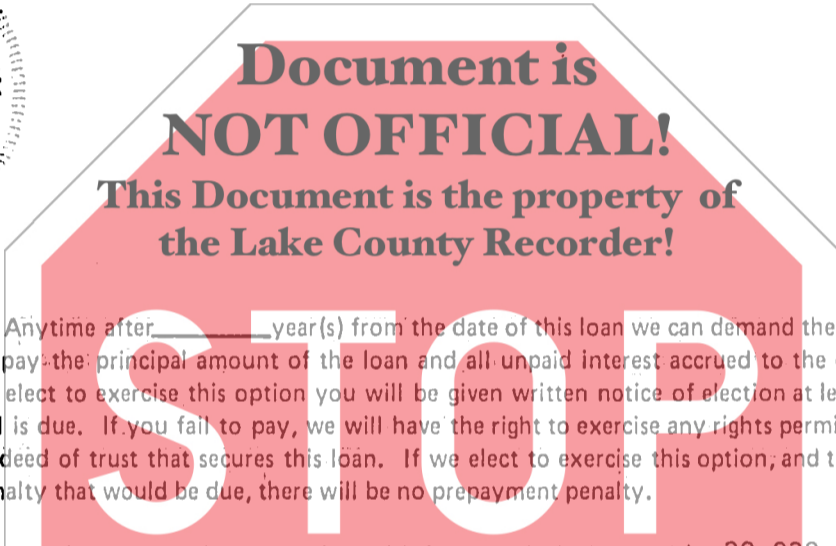 Document is
NOT OFFICIAL!
This Document is the property of
the Lake County Recorder!
STOP
Anytime after__________year(s) from the date of this loan we can demand the
pay the principal amount of the loan and all unpaid interest accrued to the
elect to exercise this option you will be given written notice of election at le
is due. If you fail to pay, we will have the right to exercise any rights permi
deed of trust that secures this loan. If we elect to exercise this option, and t
alty that would be due, there will be no prepayment penalty.